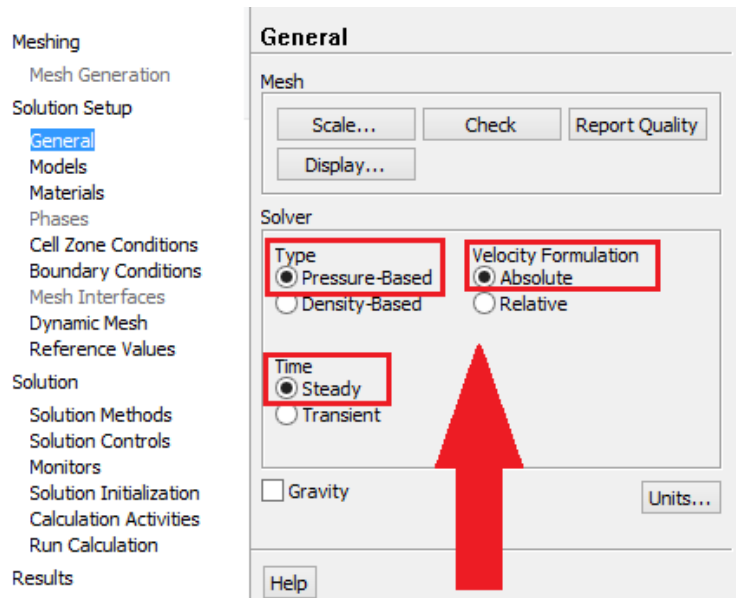 Meshing
Mesh Generation
Solution Setup
General
Models
Materials
Phases
Cell Zone Conditions
Boundary Conditions
Mesh Interfaces
Dynamic Mesh
Reference Values
Solution
Solution Methods
Solution Controls
Monitors
Solution Initialization
Calculation Activities
Run Calculation
Results
General
Mesh
Scale... Check Report Quality
Display...
Solver
Type Velocity Formulation
Pressure-Based Absolute
Density-Based Relative
Time
Steady
Transient
Gravity Units...
Help